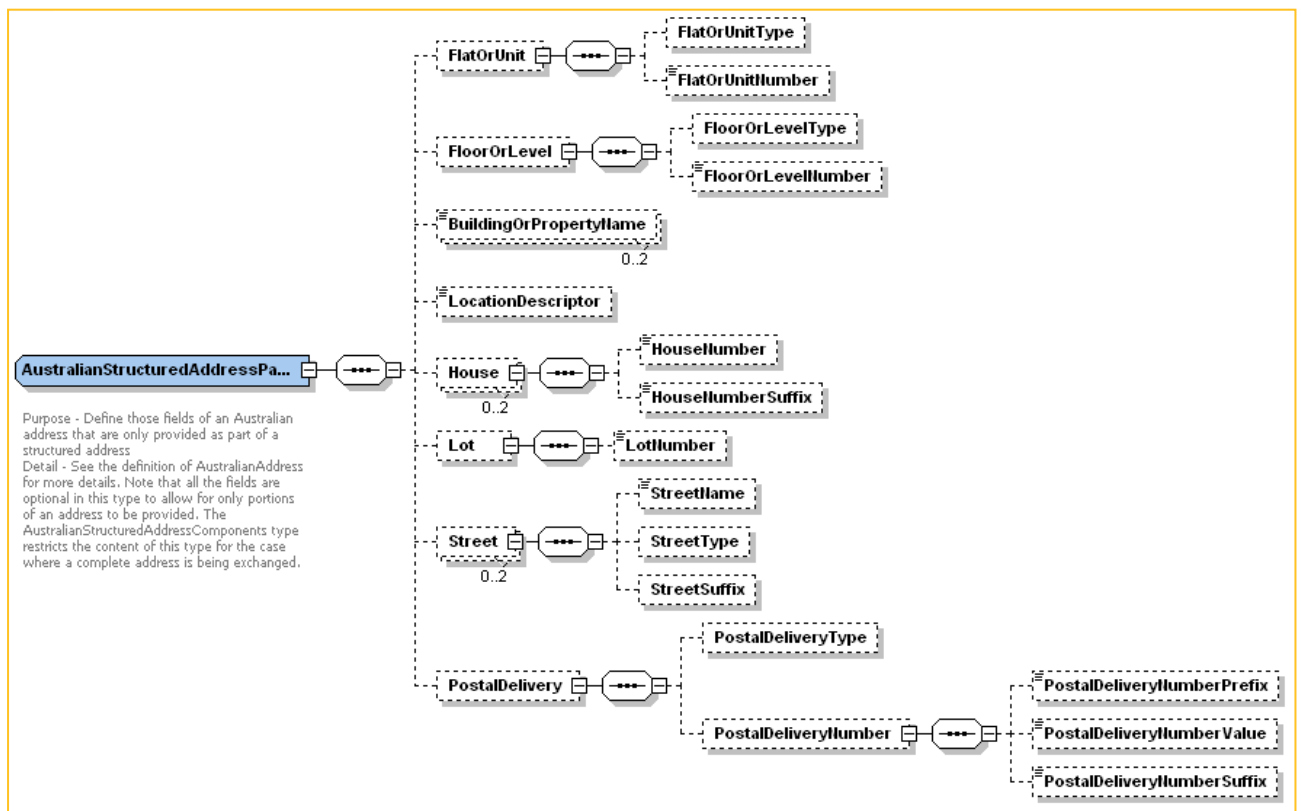 FlatOrUnit
FlatOrUnitType
FlatOrUnitNumber
FloorOrLevel
FloorOrLevelType
FloorOrLevelNumber
BuildingOrPropertyName
0..2
LocationDescriptor
AustralianStructuredAddressPa...
Purpose - Define those fields of an Australian
address that are only provided as part of a
structured address
Detail - See the definition of AustralianAddress
for more details. Note that all the fields are
optional in this type to allow for only portions
of an address to be provided. The
AustralianStructuredAddressComponents type
restricts the content of this type for the case
where a complete address is being exchanged.
House
0..2
HouseNumber
HouseNumberSuffix
Lot
LotNumber
Street
0..2
StreetName
StreetType
StreetSuffix
PostalDelivery
PostalDeliveryType
PostalDeliveryNumber
PostalDeliveryNumberPrefix
PostalDeliveryNumberValue
PostalDeliveryNumberSuffix